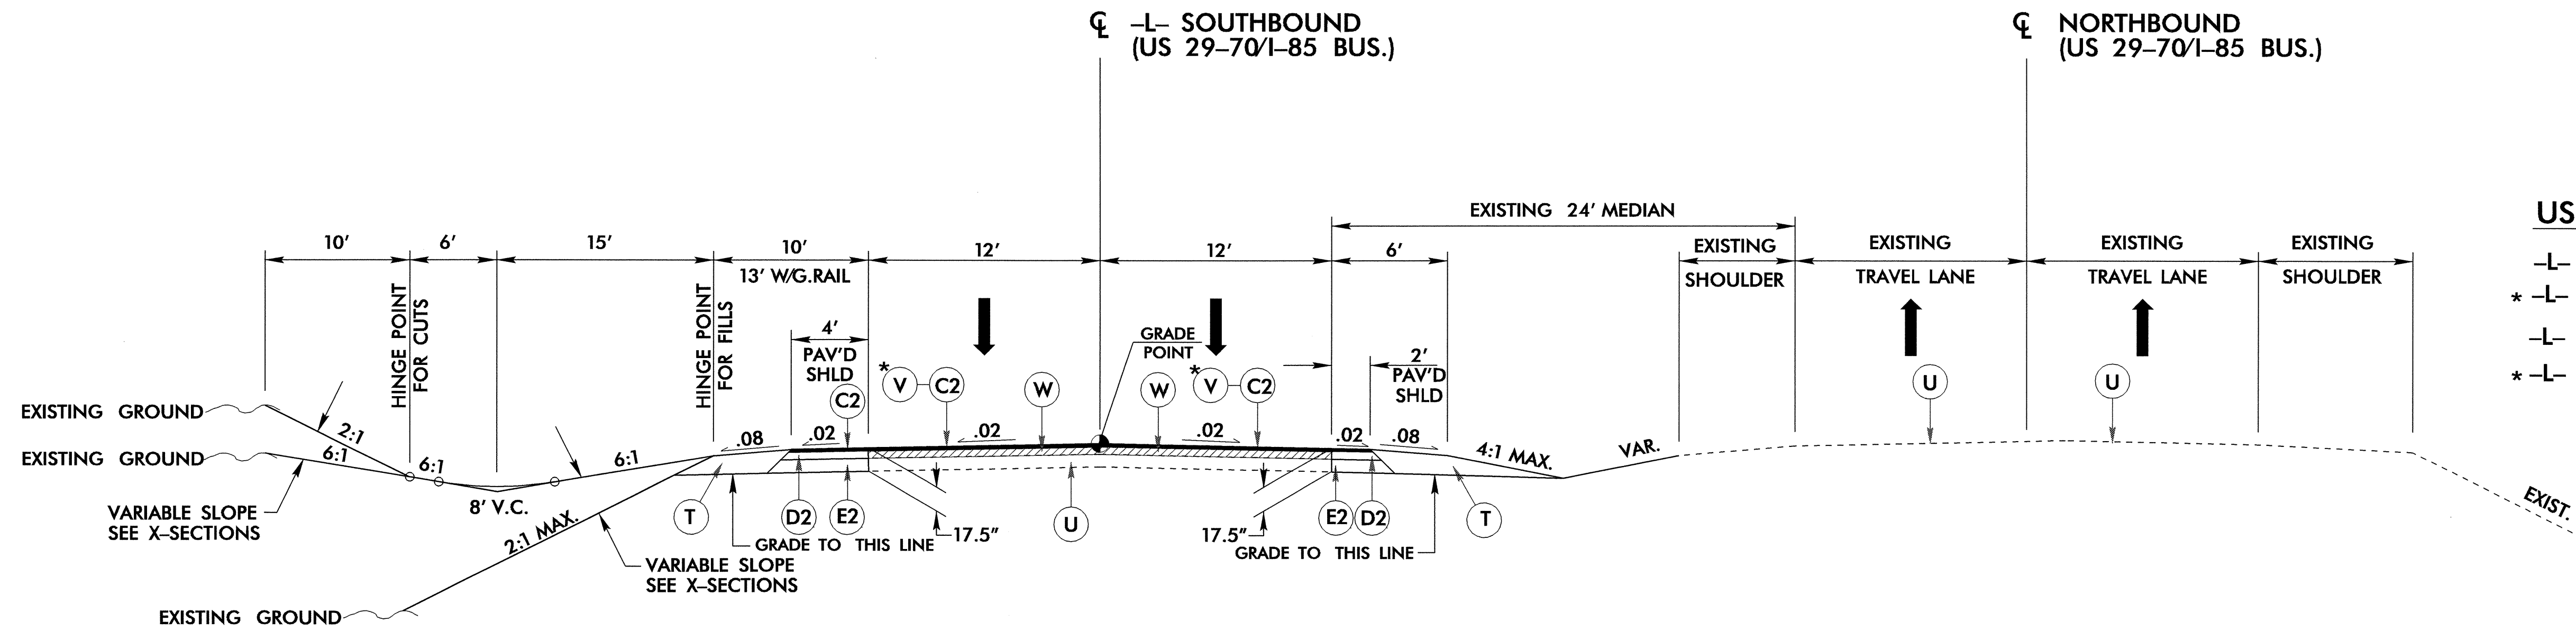 ℄ –L– SOUTHBOUND
(US 29–70/I–85 BUS.)
℄ NORTHBOUND
(US 29–70/I–85 BUS.)
US
–L–
* –L–
–L–
* –L–
EXISTING 24' MEDIAN
10'
6'
15'
10'
13' W/G.RAIL
12'
12'
6'
EXISTING
SHOULDER
EXISTING
TRAVEL LANE
EXISTING
TRAVEL LANE
EXISTING
SHOULDER
HINGE POINT
FOR CUTS
HINGE POINT
FOR FILLS
4'
PAV'D
SHLD
GRADE
POINT
2'
PAV'D
SHLD
* V
C2
C2
W
W
* V
C2
U
U
EXISTING GROUND
2:1
EXISTING GROUND
6:1
6:1
6:1
.08
.02
.02
.02
.02
.08
4:1 MAX.
VAR.
8' V.C.
VARIABLE SLOPE
SEE X–SECTIONS
2:1 MAX.
T
D2
E2
17.5"
U
17.5"
E2
D2
T
GRADE TO THIS LINE
GRADE TO THIS LINE
VARIABLE SLOPE
SEE X–SECTIONS
EXISTING GROUND
EXIST.